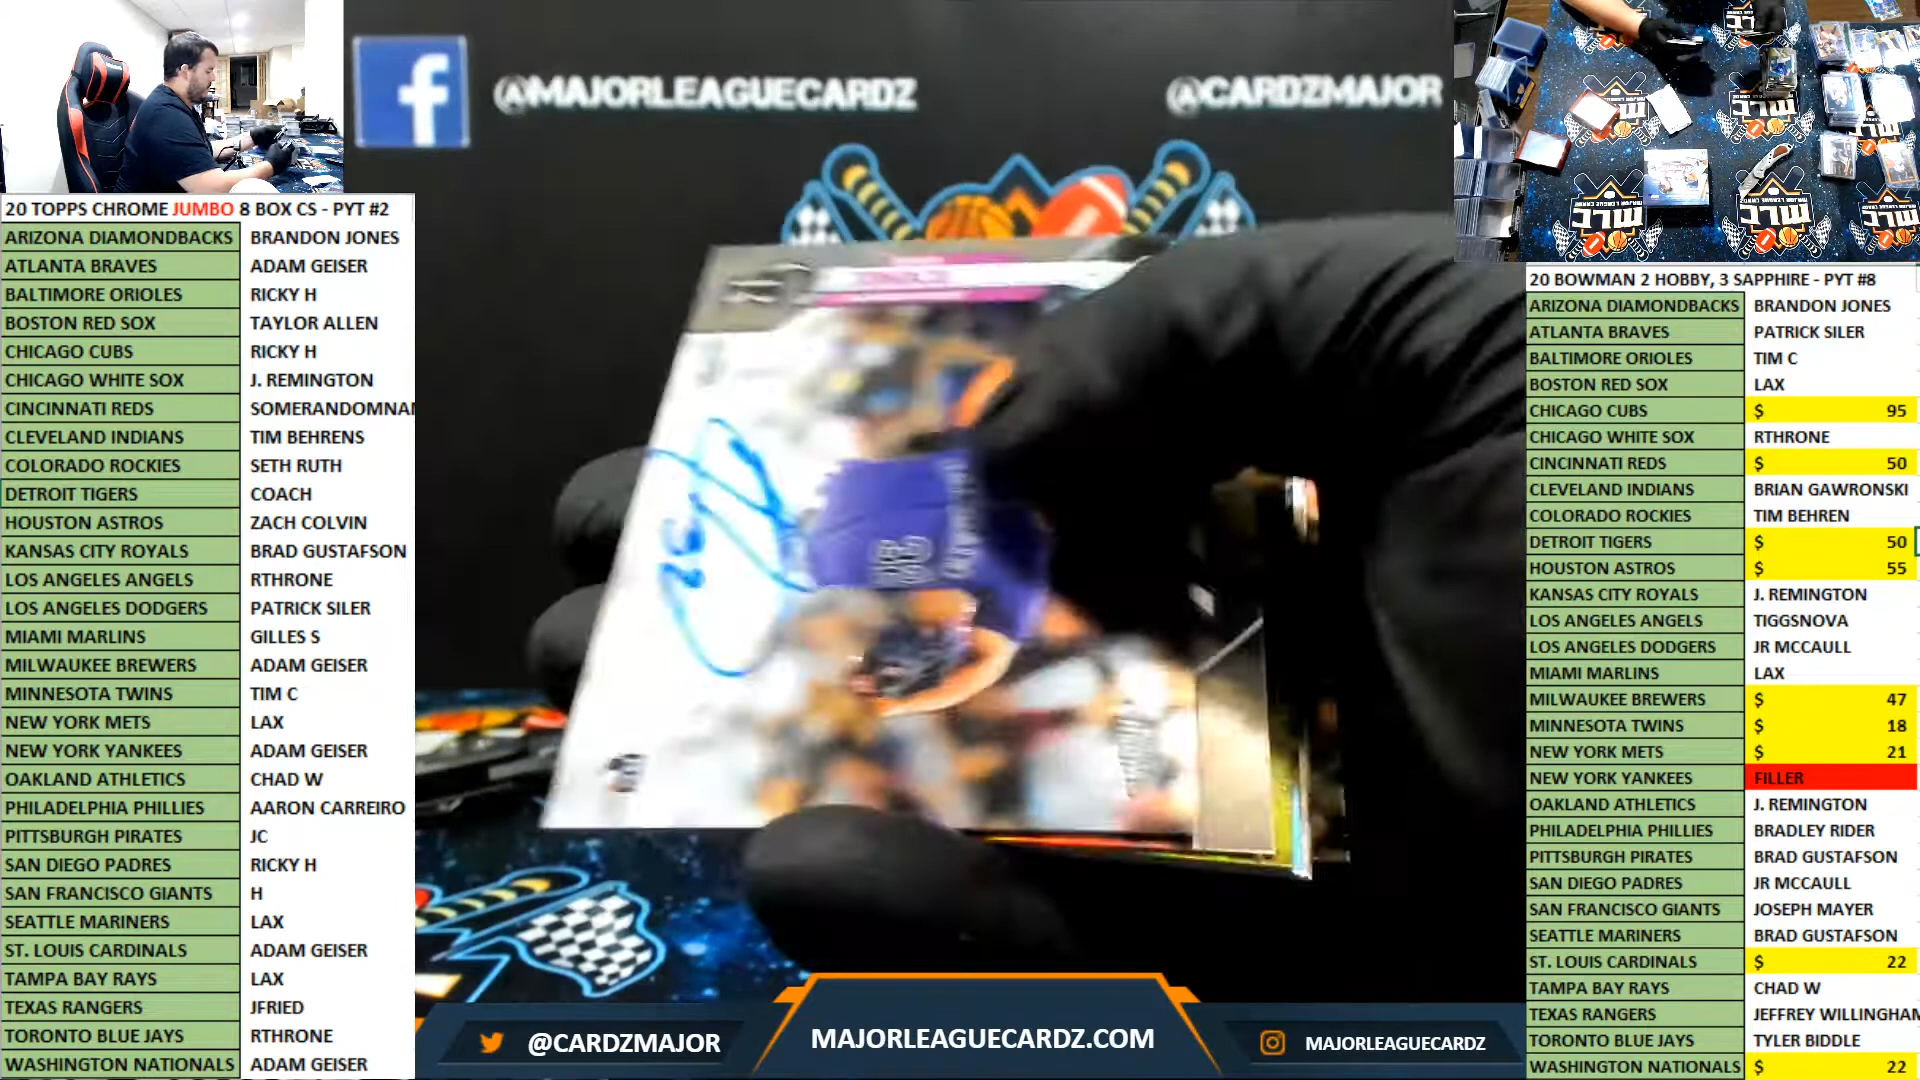 @MAJORLEAGUECARDZ
@CARDZMAJOR
20 TOPPS CHROME JUMBO 8 BOX CS - PYT #2
ARIZONA DIAMONDBACKS BRANDON JONES
ATLANTA BRAVES ADAM GEISER
BALTIMORE ORIOLES RICKY H
BOSTON RED SOX TAYLOR ALLEN
CHICAGO CUBS RICKY H
CHICAGO WHITE SOX J. REMINGTON
CINCINNATI REDS SOMERANDOMNA
CLEVELAND INDIANS TIM BEHRENS
COLORADO ROCKIES SETH RUTH
DETROIT TIGERS COACH
HOUSTON ASTROS ZACH COLVIN
KANSAS CITY ROYALS BRAD GUSTAFSON
LOS ANGELES ANGELS RTHRONE
LOS ANGELES DODGERS PATRICK SILER
MIAMI MARLINS GILLES S
MILWAUKEE BREWERS ADAM GEISER
MINNESOTA TWINS TIM C
NEW YORK METS LAX
NEW YORK YANKEES ADAM GEISER
OAKLAND ATHLETICS CHAD W
PHILADELPHIA PHILLIES AARON CARREIRO
PITTSBURGH PIRATES JC
SAN DIEGO PADRES RICKY H
SAN FRANCISCO GIANTS H
SEATTLE MARINERS LAX
ST. LOUIS CARDINALS ADAM GEISER
TAMPA BAY RAYS LAX
TEXAS RANGERS JFRIED
TORONTO BLUE JAYS RTHRONE
WASHINGTON NATIONALS ADAM GEISER
20 BOWMAN 2 HOBBY, 3 SAPPHIRE - PYT #8
ARIZONA DIAMONDBACKS BRANDON JONES
ATLANTA BRAVES PATRICK SILER
BALTIMORE ORIOLES TIM C
BOSTON RED SOX LAX
CHICAGO CUBS $ 95
CHICAGO WHITE SOX RTHRONE
CINCINNATI REDS $ 50
CLEVELAND INDIANS BRIAN GAWRONSKI
COLORADO ROCKIES TIM BEHREN
DETROIT TIGERS $ 50
HOUSTON ASTROS $ 55
KANSAS CITY ROYALS J. REMINGTON
LOS ANGELES ANGELS TIGGSNOVA
LOS ANGELES DODGERS JR MCCAULL
MIAMI MARLINS LAX
MILWAUKEE BREWERS $ 47
MINNESOTA TWINS $ 18
NEW YORK METS $ 21
NEW YORK YANKEES FILLER
OAKLAND ATHLETICS J. REMINGTON
PHILADELPHIA PHILLIES BRADLEY RIDER
PITTSBURGH PIRATES BRAD GUSTAFSON
SAN DIEGO PADRES JR MCCAULL
SAN FRANCISCO GIANTS JOSEPH MAYER
SEATTLE MARINERS BRAD GUSTAFSON
ST. LOUIS CARDINALS $ 22
TAMPA BAY RAYS CHAD W
TEXAS RANGERS JEFFREY WILLINGHAM
TORONTO BLUE JAYS TYLER BIDDLE
WASHINGTON NATIONALS $ 22
@CARDZMAJOR
MAJORLEAGUECARDZ.COM
MAJORLEAGUECARDZ